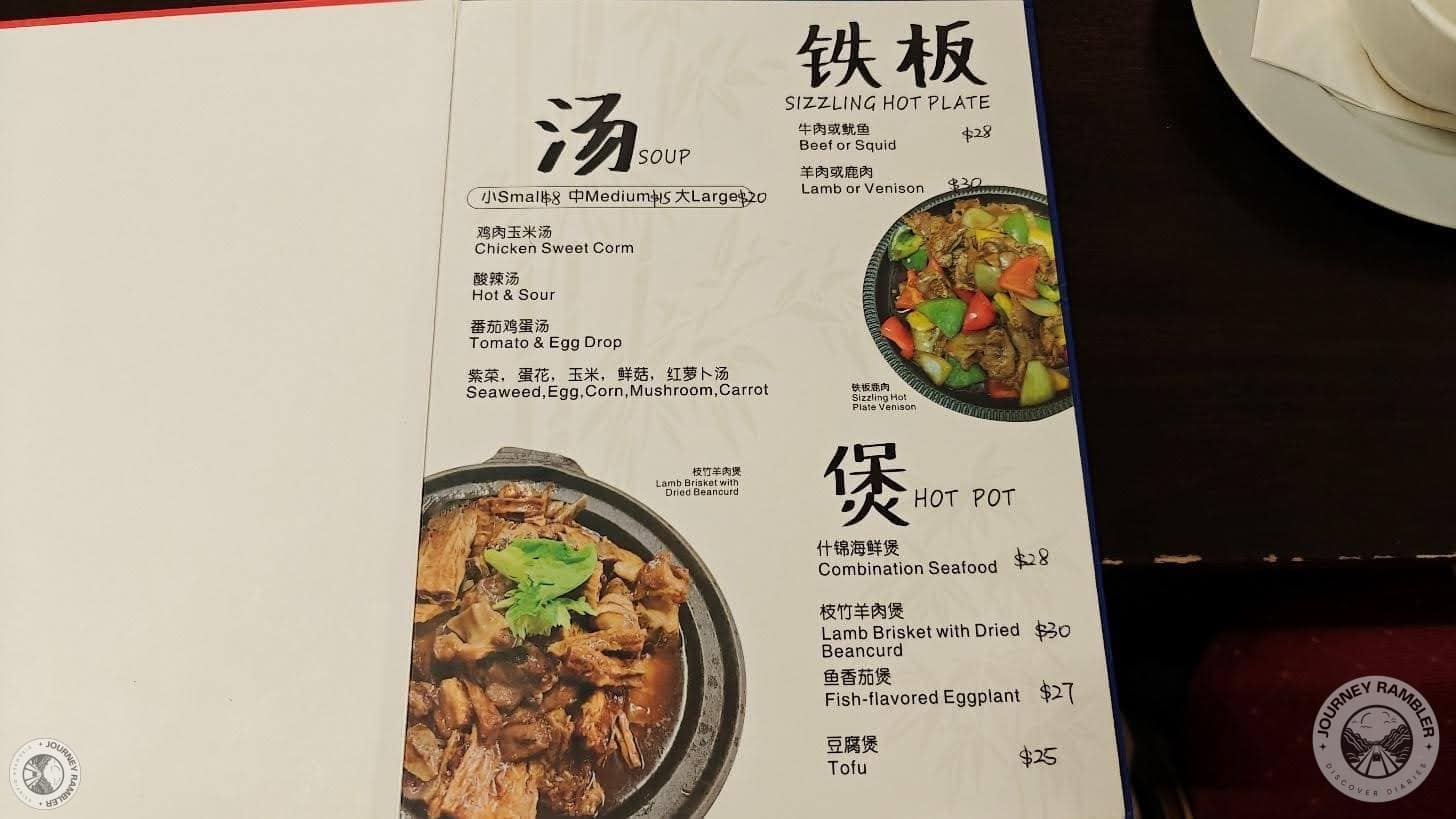 汤 SOUP
小Small $8 中Medium $15 大Large $20
鸡肉玉米汤
Chicken Sweet Corm
酸辣汤
Hot & Sour
番茄鸡蛋汤
Tomato & Egg Drop
紫菜，蛋花，玉米，鲜菇，红萝卜汤
Seaweed,Egg,Corn,Mushroom,Carrot
枝竹羊肉煲
Lamb Brisket with
Dried Beancurd
铁板
SIZZLING HOT PLATE
牛肉或鱿鱼
Beef or Squid $28
羊肉或鹿肉
Lamb or Venison $30
铁板鹿肉
Sizzling Hot
Plate Venison
煲 HOT POT
什锦海鲜煲
Combination Seafood $28
枝竹羊肉煲
Lamb Brisket with Dried $30
Beancurd
鱼香茄煲
Fish-flavored Eggplant $27
豆腐煲
Tofu $25
JOURNEY RAMBLER
DISCOVER DIARIES
JOURNEY RAMBLER